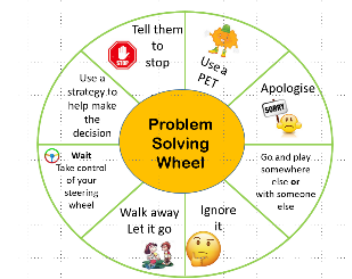 Tell them
to
stop
STOP
Use a
PET
Apologise
SORRY
Go and play
somewhere
else or
with someone
else
Ignore
it
Walk away
Let it go
Wait
Take control
of your
steering
wheel
Use a
strategy to
help make
the
decision
Problem
Solving
Wheel